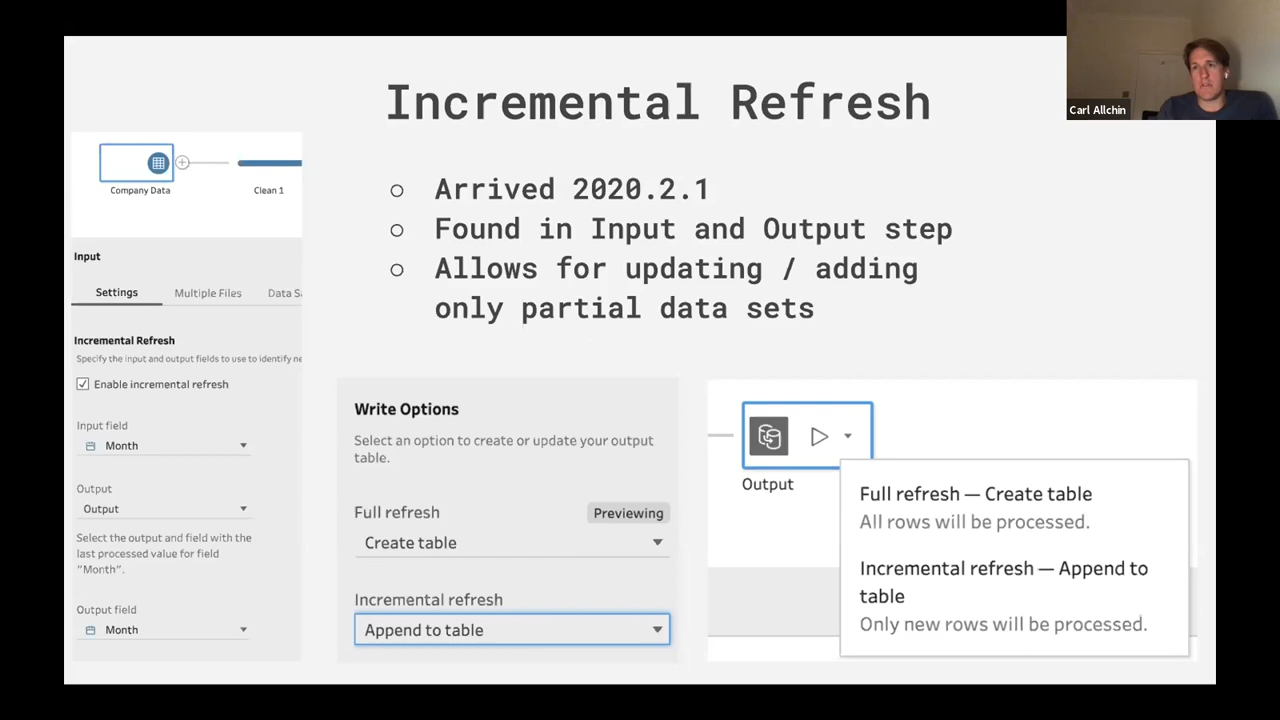 Incremental Refresh
Carl Allchin
○ Arrived 2020.2.1
○ Found in Input and Output step
○ Allows for updating / adding
only partial data sets
Company Data
Clean 1
Input
Settings
Multiple Files
Data Sa
Incremental Refresh
Specify the input and output fields to use to identify ne
Enable incremental refresh
Input field
Month
Output
Output
Select the output and field with the
last processed value for field
"Month".
Output field
Month
Write Options
Select an option to create or update your output
table.
Full refresh
Previewing
Create table
Incremental refresh
Append to table
Output
Full refresh — Create table
All rows will be processed.
Incremental refresh — Append to
table
Only new rows will be processed.